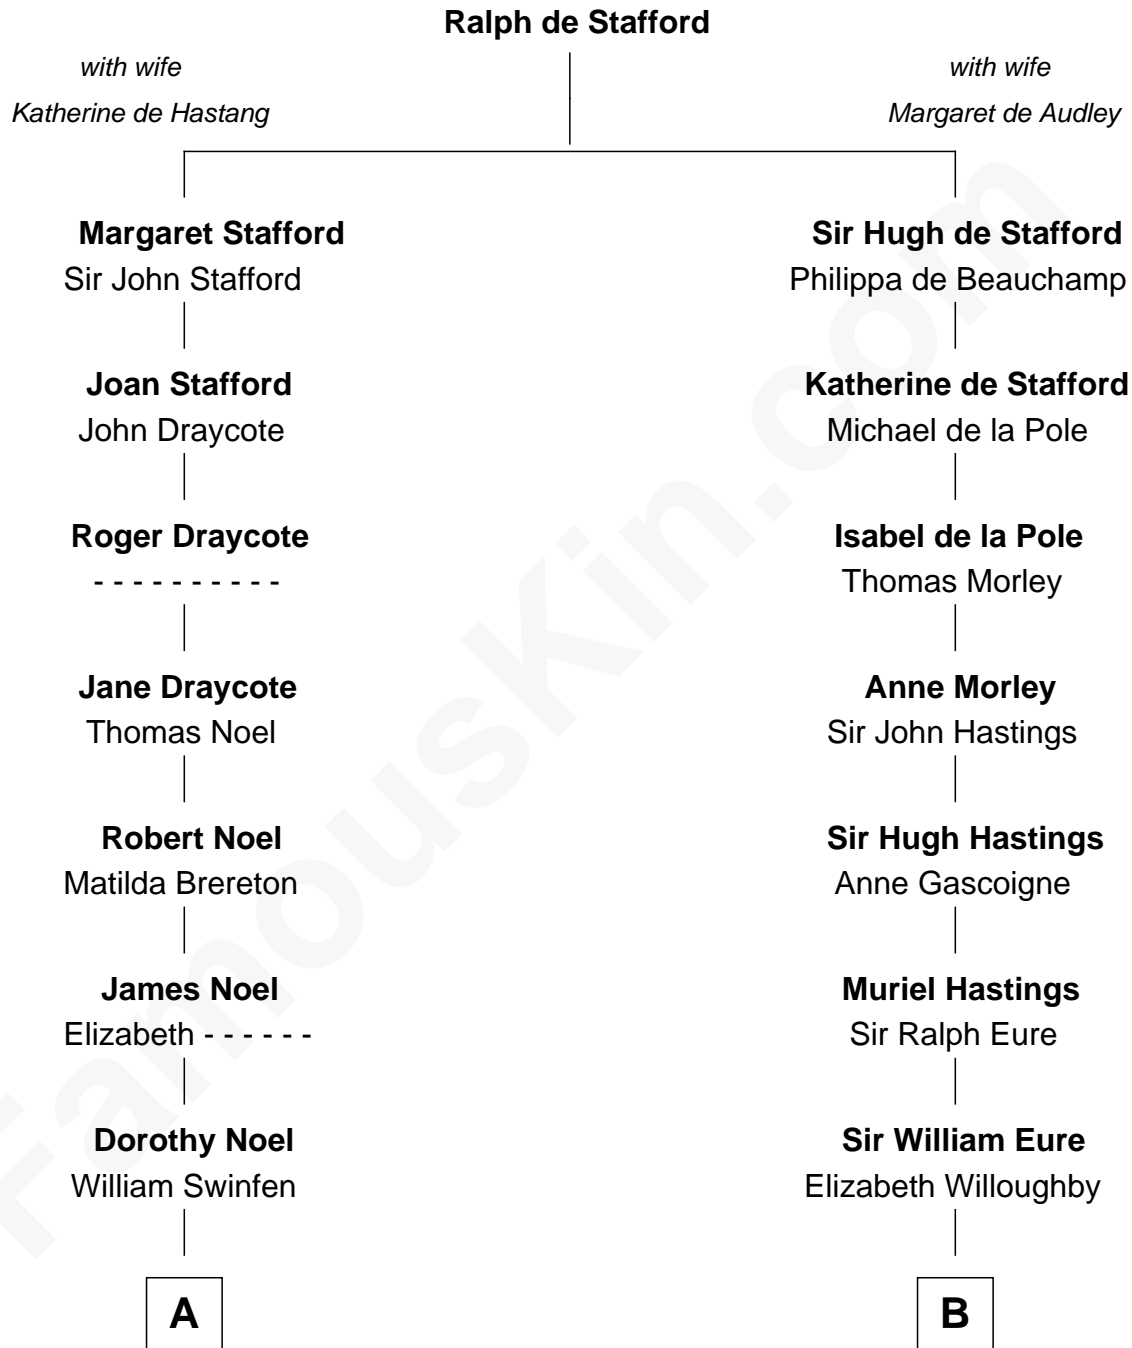 Ralph de Stafford
with wife
Katherine de Hastang
with wife
Margaret de Audley
Margaret Stafford
Sir John Stafford
Sir Hugh de Stafford
Philippa de Beauchamp
Joan Stafford
John Draycote
Katherine de Stafford
Michael de la Pole
Roger Draycote
- - - - - - - - - -
Isabel de la Pole
Thomas Morley
Jane Draycote
Thomas Noel
Anne Morley
Sir John Hastings
Robert Noel
Matilda Brereton
Sir Hugh Hastings
Anne Gascoigne
James Noel
Elizabeth - - - - - -
Muriel Hastings
Sir Ralph Eure
Dorothy Noel
William Swinfen
Sir William Eure
Elizabeth Willoughby
A
B
FamousKin.com